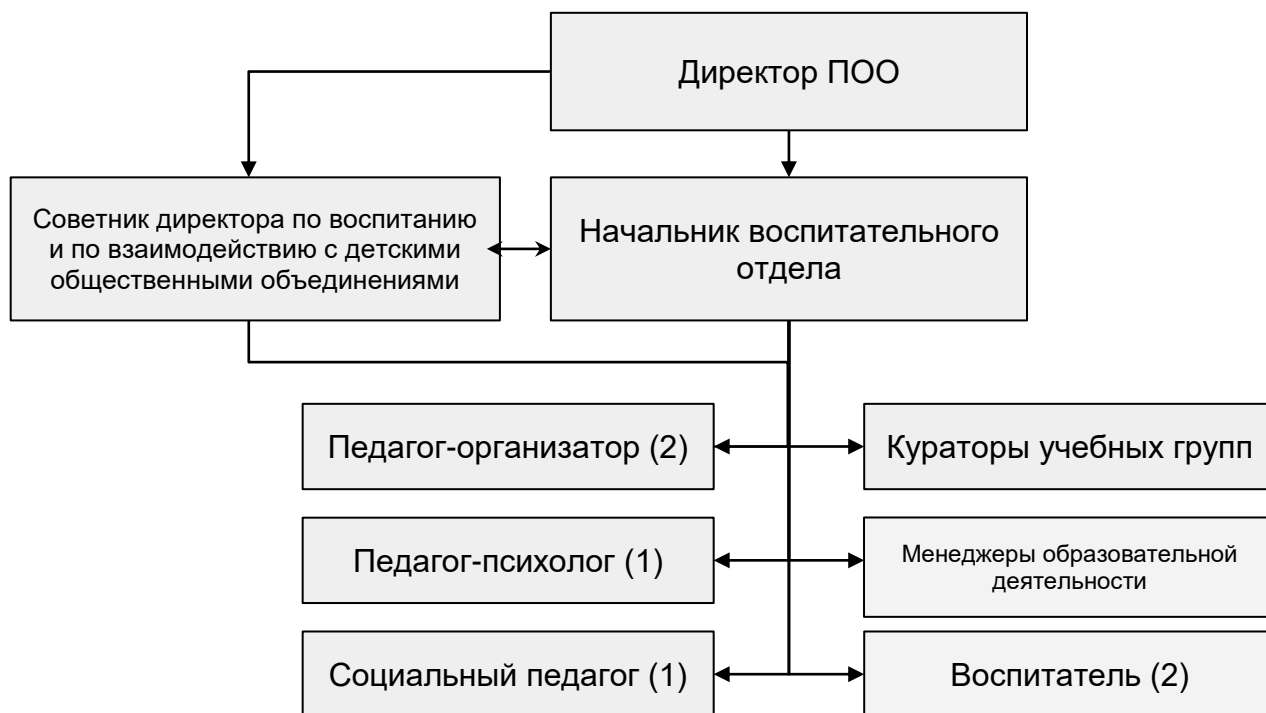 Директор ПОО
Советник директора по воспитанию
и по взаимодействию с детскими
общественными объединениями
Начальник воспитательного
отдела
Педагог-организатор (2)
Кураторы учебных групп
Педагог-психолог (1)
Менеджеры образовательной
деятельности
Социальный педагог (1)
Воспитатель (2)